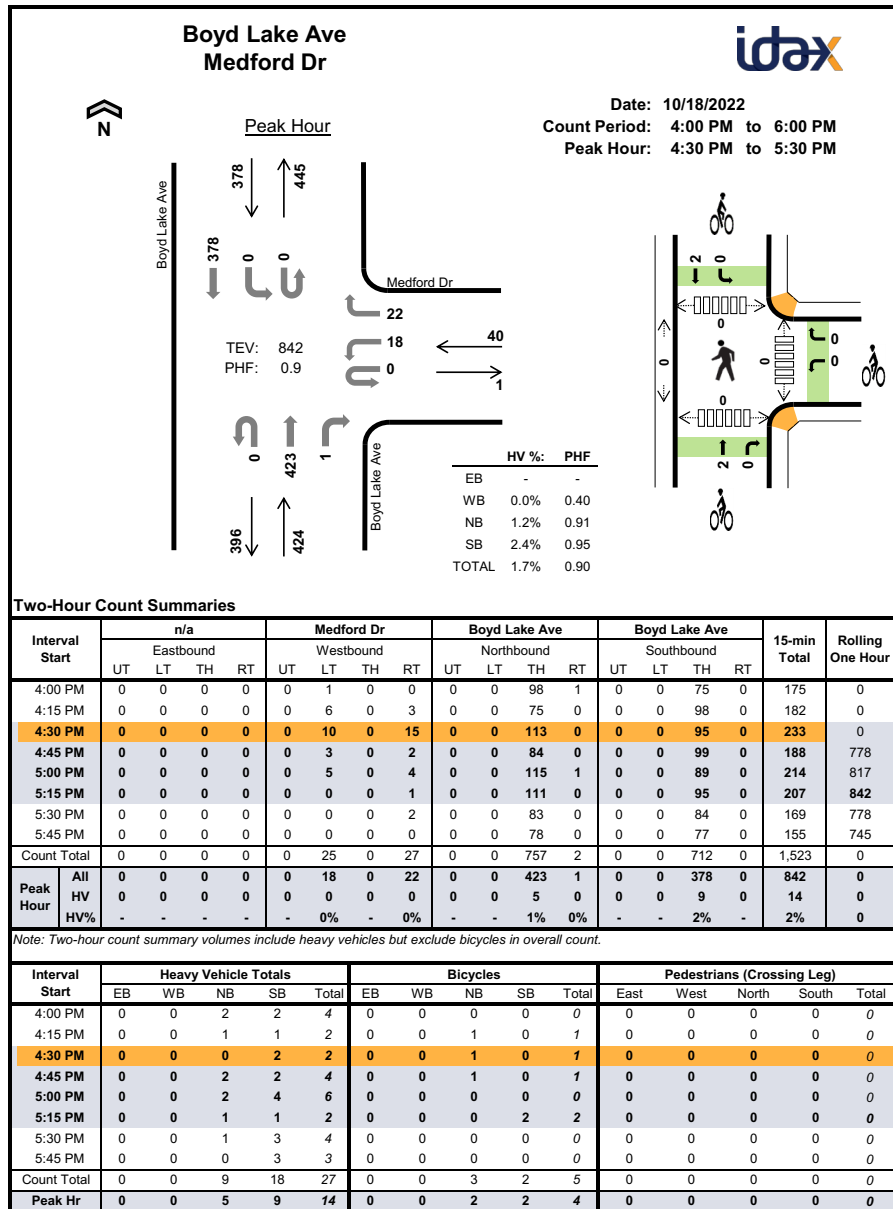 Boyd Lake Ave
Medford Dr
idax
N
Peak Hour
Date: 10/18/2022
Count Period: 4:00 PM to 6:00 PM
Peak Hour: 4:30 PM to 5:30 PM
378 445
Boyd Lake Ave
378 0 0
Medford Dr
22
18
0
40
1
TEV: 842
PHF: 0.9
0 423 1
Boyd Lake Ave
396 424
HV %: PHF
EB - -
WB 0.0% 0.40
NB 1.2% 0.91
SB 2.4% 0.95
TOTAL 1.7% 0.90
2 0
0
0
0
0
0
0
2 0
Two-Hour Count Summaries
Interval Start n/a Medford Dr Boyd Lake Ave Boyd Lake Ave 15-min Total Rolling One Hour
Eastbound Westbound Northbound Southbound
UT LT TH RT UT LT TH RT UT LT TH RT UT LT TH RT
4:00 PM 0 0 0 0 0 1 0 0 0 0 98 1 0 0 75 0 175 0
4:15 PM 0 0 0 0 0 6 0 3 0 0 75 0 0 0 98 0 182 0
4:30 PM 0 0 0 0 0 10 0 15 0 0 113 0 0 0 95 0 233 0
4:45 PM 0 0 0 0 0 3 0 2 0 0 84 0 0 0 99 0 188 778
5:00 PM 0 0 0 0 0 5 0 4 0 0 115 1 0 0 89 0 214 817
5:15 PM 0 0 0 0 0 0 0 1 0 0 111 0 0 0 95 0 207 842
5:30 PM 0 0 0 0 0 0 0 2 0 0 83 0 0 0 84 0 169 778
5:45 PM 0 0 0 0 0 0 0 0 0 0 78 0 0 0 77 0 155 745
Count Total 0 0 0 0 0 25 0 27 0 0 757 2 0 0 712 0 1,523 0
Peak Hour All 0 0 0 0 0 18 0 22 0 0 423 1 0 0 378 0 842 0
HV 0 0 0 0 0 0 0 0 0 0 5 0 0 0 9 0 14 0
HV% - - - - - 0% - 0% - - 1% 0% - - 2% - 2% 0
Note: Two-hour count summary volumes include heavy vehicles but exclude bicycles in overall count.
Interval Start Heavy Vehicle Totals Bicycles Pedestrians (Crossing Leg)
EB WB NB SB Total EB WB NB SB Total East West North South Total
4:00 PM 0 0 2 2 4 0 0 0 0 0 0 0 0 0 0
4:15 PM 0 0 1 1 2 0 0 1 0 1 0 0 0 0 0
4:30 PM 0 0 0 2 2 0 0 1 0 1 0 0 0 0 0
4:45 PM 0 0 2 2 4 0 0 1 0 1 0 0 0 0 0
5:00 PM 0 0 2 4 6 0 0 0 0 0 0 0 0 0 0
5:15 PM 0 0 1 1 2 0 0 0 2 2 0 0 0 0 0
5:30 PM 0 0 1 3 4 0 0 0 0 0 0 0 0 0 0
5:45 PM 0 0 0 3 3 0 0 0 0 0 0 0 0 0 0
Count Total 0 0 9 18 27 0 0 3 2 5 0 0 0 0 0
Peak Hr 0 0 5 9 14 0 0 2 2 4 0 0 0 0 0